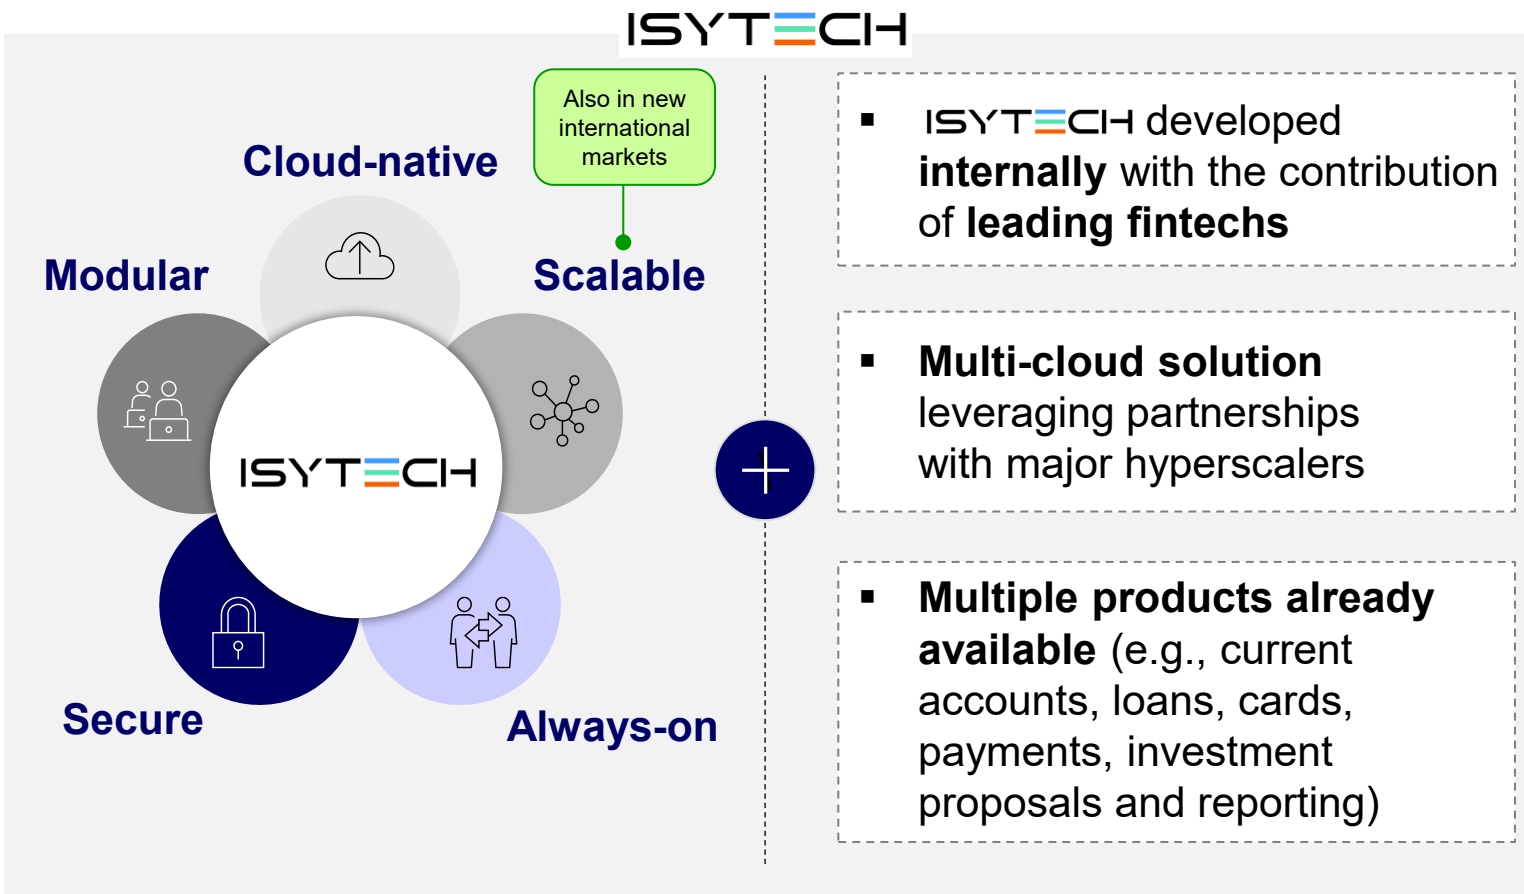 ISYTECH
Also in new
international
markets
Cloud-native
Modular
Scalable
ISYTECH
Secure
Always-on
▪ ISYTECH developed
internally with the contribution
of leading fintechs
▪ Multi-cloud solution
leveraging partnerships
with major hyperscalers
▪ Multiple products already
available (e.g., current
accounts, loans, cards,
payments, investment
proposals and reporting)